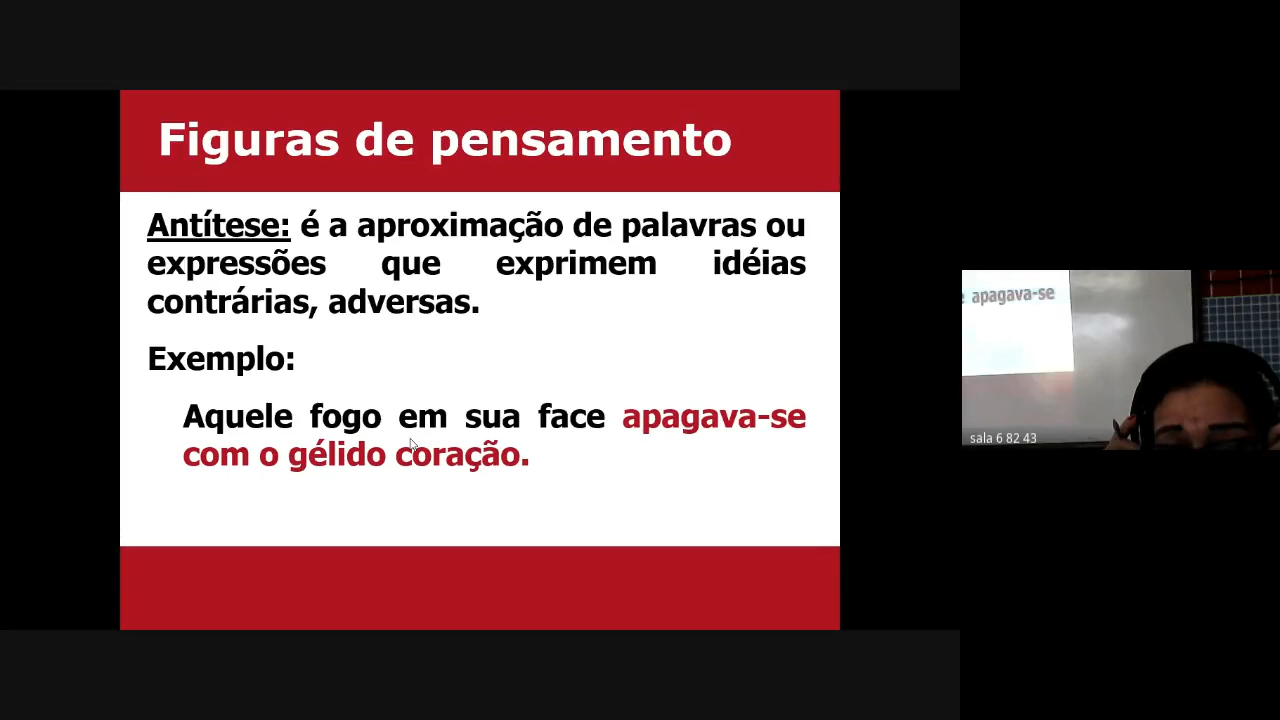 Figuras de pensamento
Antítese: é a aproximação de palavras ou
expressões que exprimem idéias
contrárias, adversas.
Exemplo:
Aquele fogo em sua face apagava-se
com o gélido coração.
apagava-se
sala 6 82 43